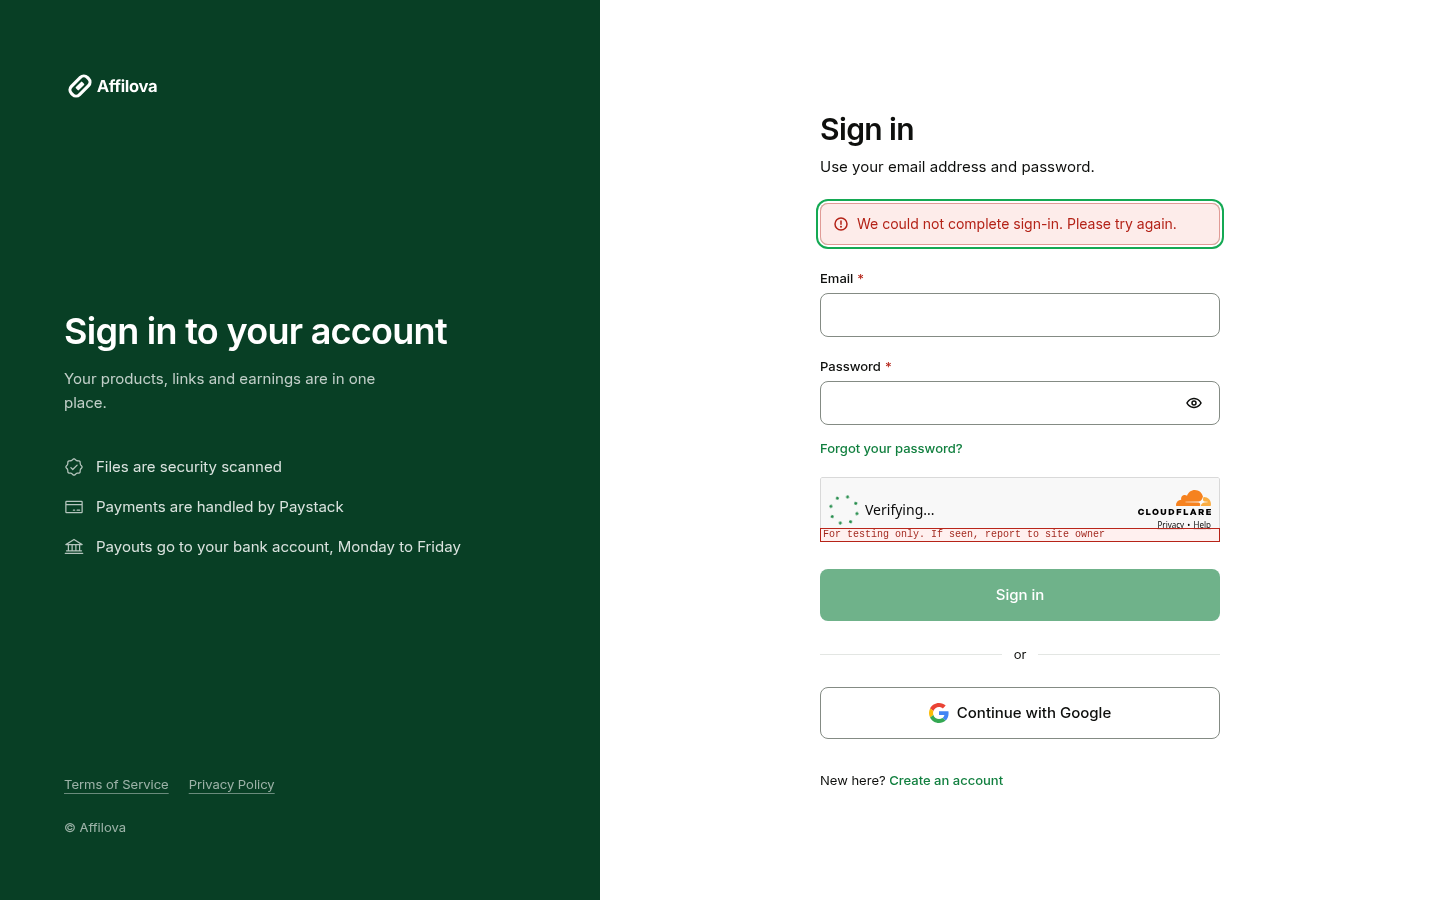 Affilova
Sign in to your account
Your products, links and earnings are in one
place.
Files are security scanned
Payments are handled by Paystack
Payouts go to your bank account, Monday to Friday
Terms of Service
Privacy Policy
© Affilova
Sign in
Use your email address and password.
We could not complete sign-in. Please try again.
Email *
Password *
Forgot your password?
Verifying...
CLOUDFLARE
Privacy • Help
For testing only. If seen, report to site owner
Sign in
or
Continue with Google
New here? Create an account